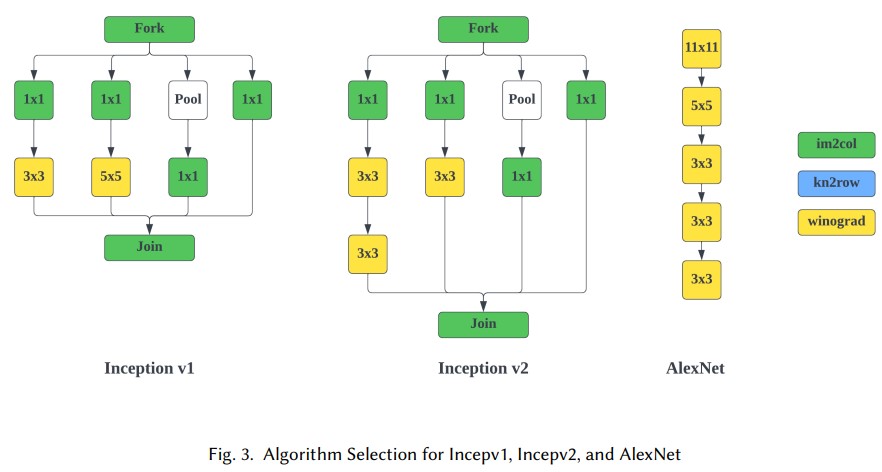 Fork
1x1
1x1
Pool
1x1
3x3
5x5
1x1
Join
Inception v1
Fork
1x1
1x1
Pool
1x1
3x3
3x3
1x1
3x3
Join
Inception v2
11x11
5x5
3x3
3x3
3x3
AlexNet
im2col
kn2row
winograd
Fig. 3. Algorithm Selection for Incepv1, Incepv2, and AlexNet